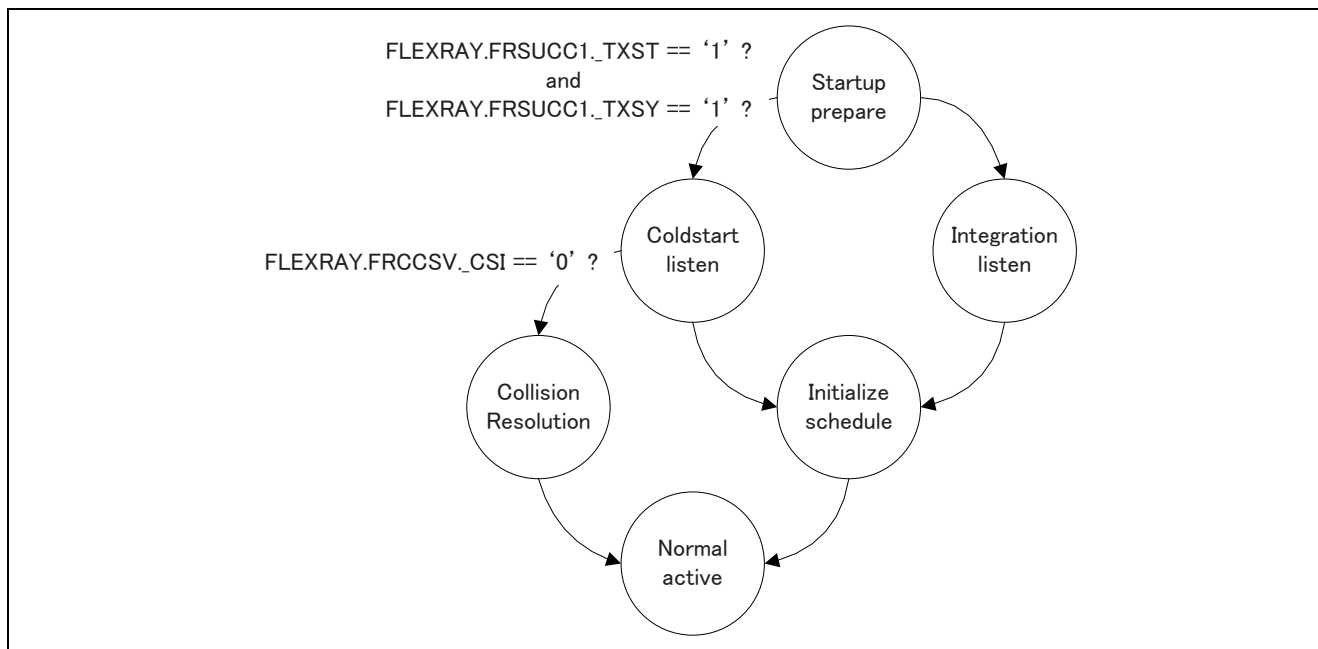 FLEXRAY.FRSUCC1._TXST == ‘1’ ?
and
FLEXRAY.FRSUCC1._TXSY == ‘1’ ?
Startup
prepare
Coldstart
listen
Integration
listen
FLEXRAY.FRCCSV._CSI == ‘0’ ?
Collision
Resolution
Initialize
schedule
Normal
active